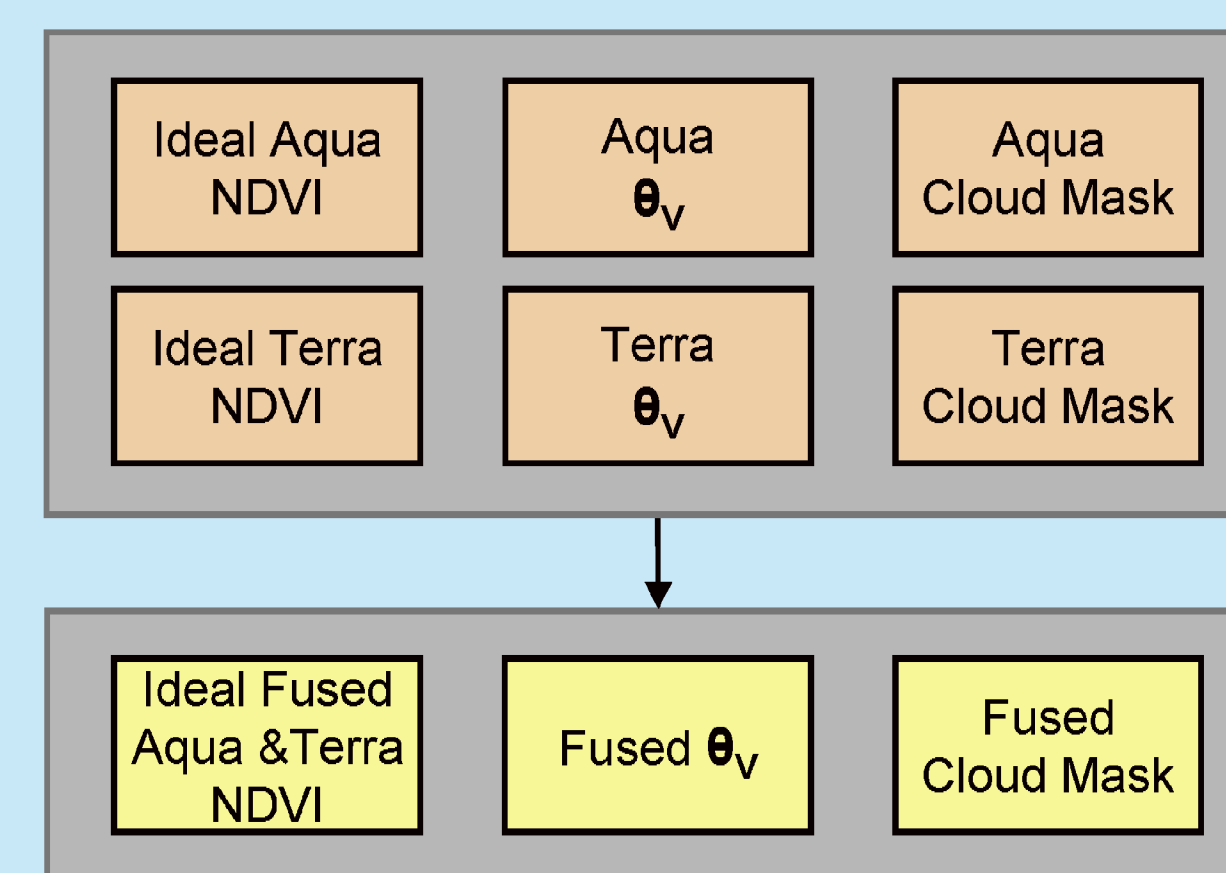 Ideal Aqua
NDVI
Aqua
θv
Aqua
Cloud Mask
Ideal Terra
NDVI
Terra
θv
Terra
Cloud Mask
Ideal Fused
Aqua &Terra
NDVI
Fused θv
Fused
Cloud Mask